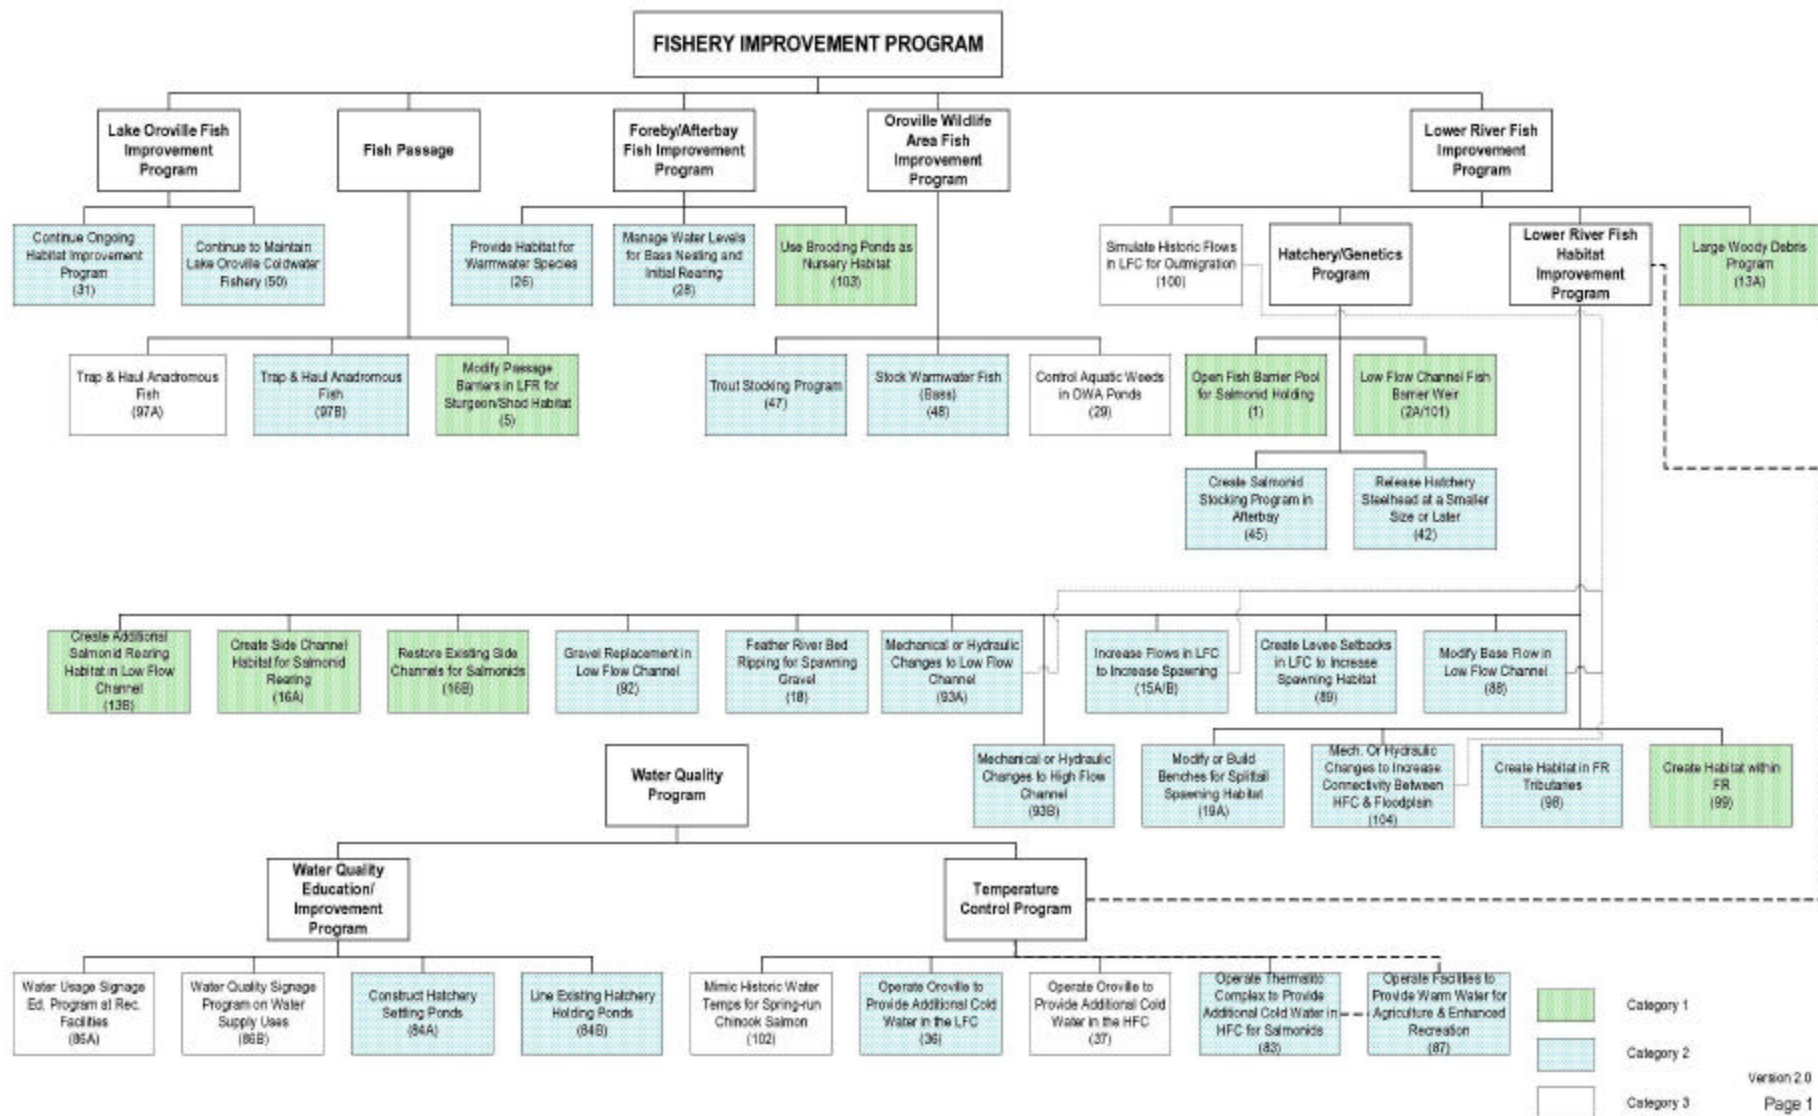 FISHERY IMPROVEMENT PROGRAM
Lake Oroville Fish
Improvement
Program
Fish Passage
Foreby/Afterbay
Fish Improvement
Program
Oroville Wildlife
Area Fish
Improvement
Program
Lower River Fish
Improvement
Program
Continue Ongoing
Habitat Improvement
Program
(31)
Continue to Maintain
Lake Oroville Coldwater
Fishery (50)
Provide Habitat for
Warmwater Species
(26)
Manage Water Levels
for Bass Nesting and
Initial Rearing
(28)
Use Brooding Ponds as
Nursery Habitat
(103)
Simulate Historic Flows
in LFC for Outmigration
(100)
Hatchery/Genetics
Program
Lower River Fish
Habitat
Improvement
Program
Large Woody Debris
Program
(13A)
Trap & Haul Anadromous
Fish
(97A)
Trap & Haul Anadromous
Fish
(97B)
Modify Passage
Barriers in LFR for
Sturgeon/Shad Habitat
(5)
Trout Stocking Program
(47)
Stock Warmwater Fish
(Bass)
(48)
Control Aquatic Weeds
in OWA Ponds
(29)
Open Fish Barrier Pool
for Salmonid Holding
(1)
Low Flow Channel Fish
Barrier Weir
(2A/101)
Create Salmonid
Stocking Program in
Afterbay
(45)
Release Hatchery
Steelhead at a Smaller
Size or Later
(42)
Create Additional
Salmonid Rearing
Habitat in Low Flow
Channel
(13B)
Create Side Channel
Habitat for Salmonid
Rearing
(16A)
Restore Existing Side
Channels for Salmonids
(16B)
Gravel Replacement in
Low Flow Channel
(92)
Feather River Bed
Ripping for Spawning
Gravel
(18)
Mechanical or Hydraulic
Changes to Low Flow
Channel
(93A)
Increase Flows in LFC
to Increase Spawning
(15A/B)
Create Levee Setbacks
in LFC to Increase
Spawning Habitat
(89)
Modify Base Flow in
Low Flow Channel
(88)
Mechanical or Hydraulic
Changes to High Flow
Channel
(93B)
Modify or Build
Benches for Splittail
Spawning Habitat
(19A)
Mech. Or Hydraulic
Changes to Increase
Connectivity Between
HFC & Floodplain
(104)
Create Habitat in FR
Tributaries
(98)
Create Habitat within
FR
(99)
Water Quality
Program
Water Quality
Education/
Improvement
Program
Temperature
Control Program
Water Usage Signage
Ed. Program at Rec.
Facilities
(86A)
Water Quality Signage
Program on Water
Supply Uses
(86B)
Construct Hatchery
Settling Ponds
(84A)
Line Existing Hatchery
Holding Ponds
(84B)
Mimic Historic Water
Temps for Spring-run
Chinook Salmon
(102)
Operate Oroville to
Provide Additional Cold
Water in the LFC
(36)
Operate Oroville to
Provide Additional Cold
Water in the HFC
(37)
Operate Thermalito
Complex to Provide
Additional Cold Water in
HFC for Salmonids
(83)
Operate Facilities to
Provide Warm Water for
Agriculture & Enhanced
Recreation
(87)
Category 1
Category 2
Category 3
Version 2.0
Page 1